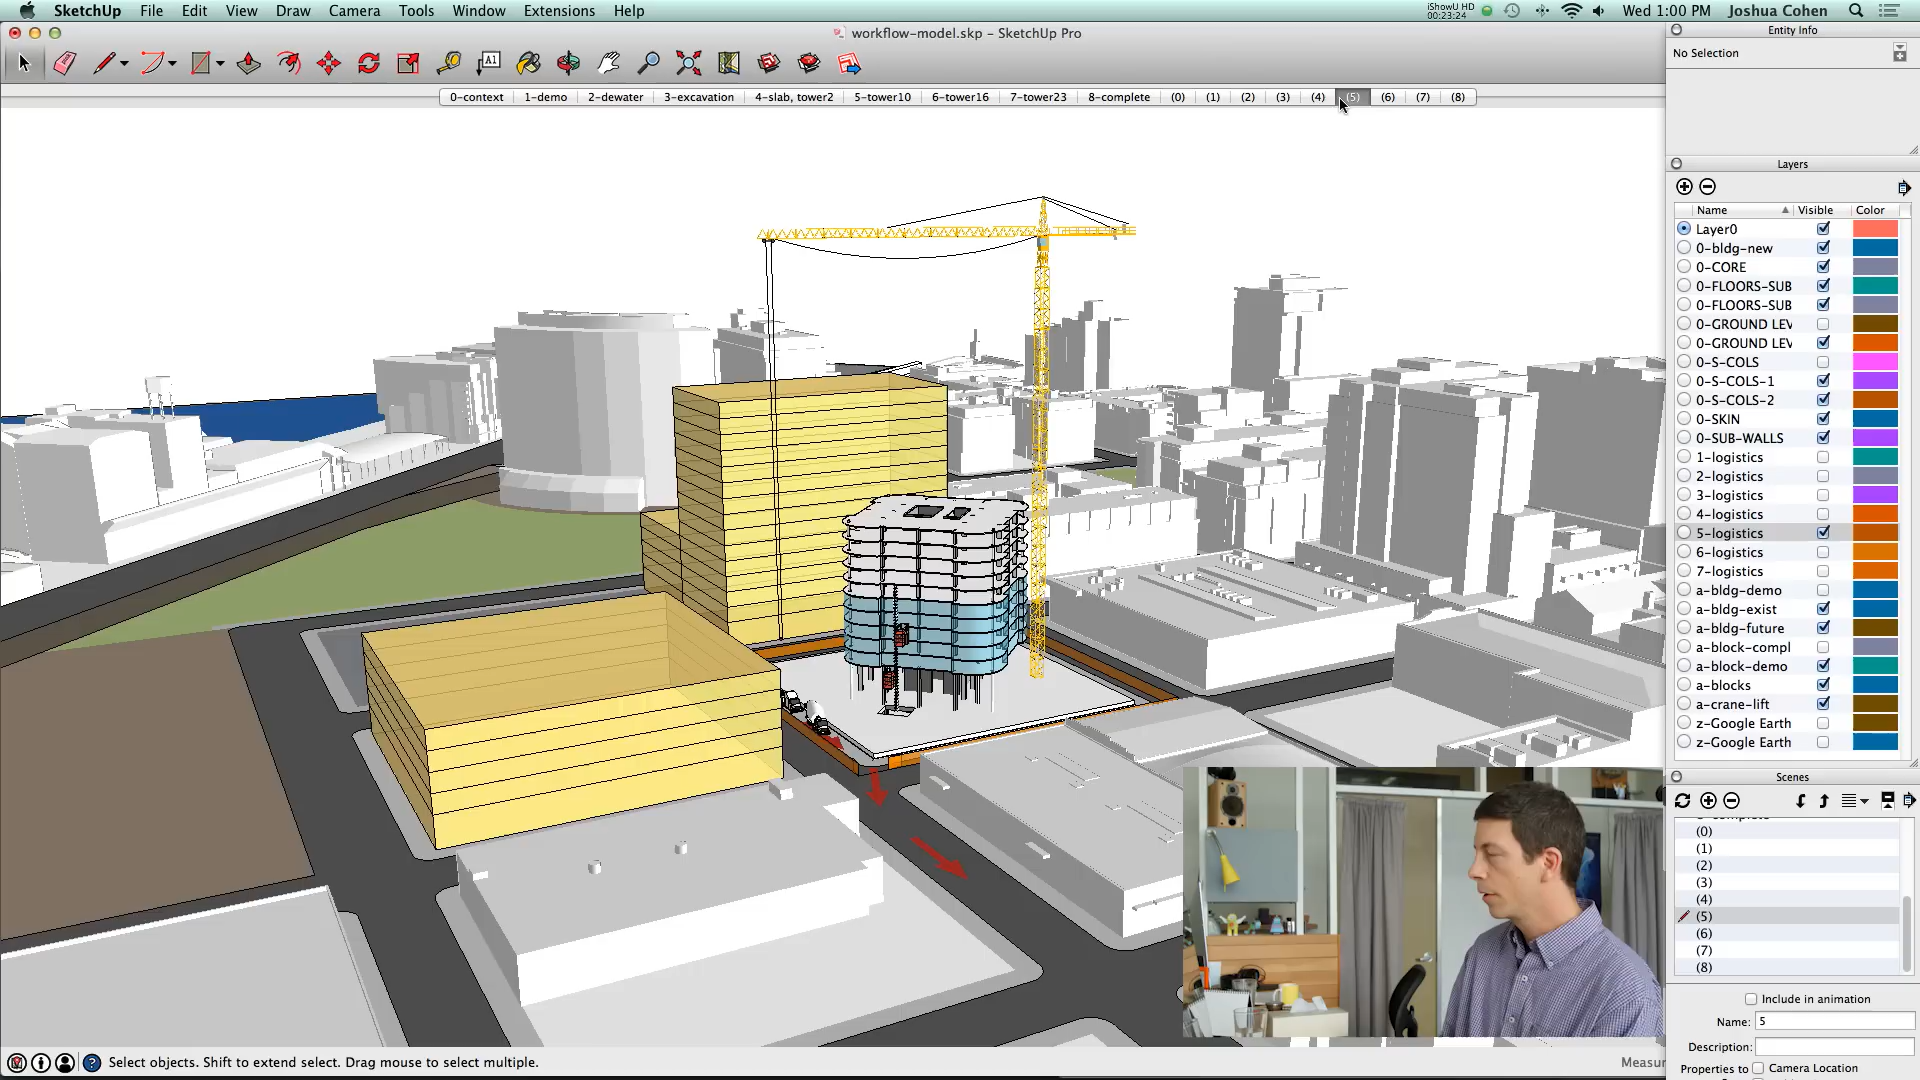 SketchUp File Edit View Draw Camera Tools Window Extensions Help
iShowU HD
00:23:24
Wed 1:00 PM Joshua Cohen
workflow-model.skp – SketchUp Pro
A1
0-context 1-demo 2-dewater 3-excavation 4-slab, tower2 5-tower10 6-tower16 7-tower23 8-complete (0) (1) (2) (3) (4) (5) (6) (7) (8)
Entity Info
No Selection
Layers
Name Visible Color
Layer0
0-bldg-new
0-CORE
0-FLOORS-SUB
0-FLOORS-SUB
0-GROUND LEV
0-GROUND LEV
0-S-COLS
0-S-COLS-1
0-S-COLS-2
0-SKIN
0-SUB-WALLS
1-logistics
2-logistics
3-logistics
4-logistics
5-logistics
6-logistics
7-logistics
a-bldg-demo
a-bldg-exist
a-bldg-future
a-block-compl
a-block-demo
a-blocks
a-crane-lift
z-Google Earth
z-Google Earth
Scenes
(0)
(1)
(2)
(3)
(4)
(5)
(6)
(7)
(8)
Include in animation
Name: 5
Description:
Properties to Camera Location
Select objects. Shift to extend select. Drag mouse to select multiple.
Measur